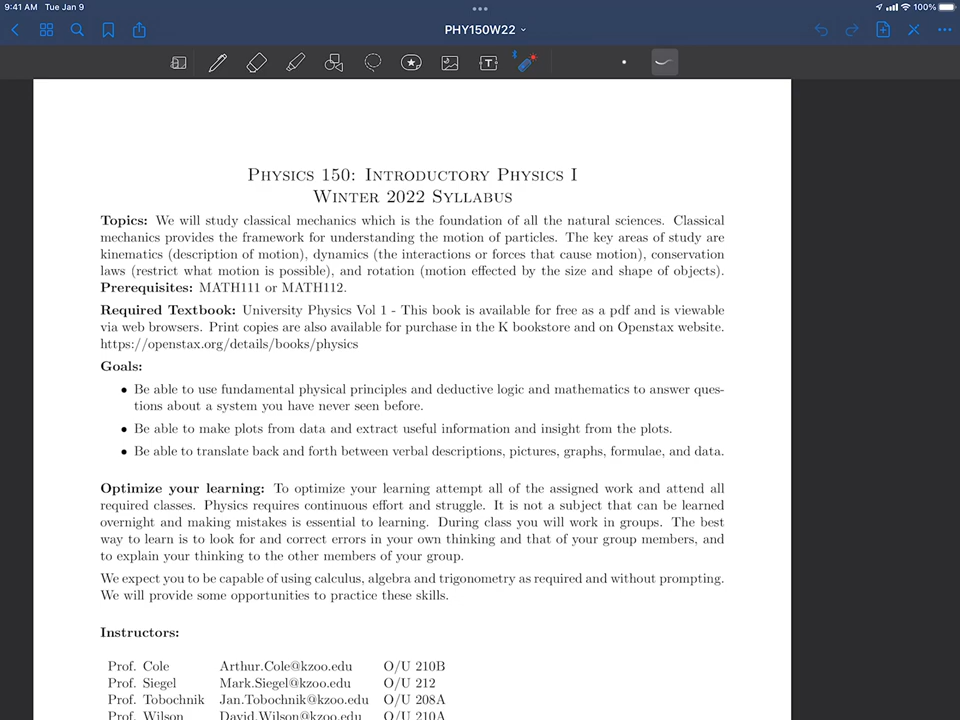 9:41 AM Tue Jan 9
100%
PHY150W22
T
Physics 150: Introductory Physics I
Winter 2022 Syllabus
Topics: We will study classical mechanics which is the foundation of all the natural sciences. Classical
mechanics provides the framework for understanding the motion of particles. The key areas of study are
kinematics (description of motion), dynamics (the interactions or forces that cause motion), conservation
laws (restrict what motion is possible), and rotation (motion effected by the size and shape of objects).
Prerequisites: MATH111 or MATH112.
Required Textbook: University Physics Vol 1 - This book is available for free as a pdf and is viewable
via web browsers. Print copies are also available for purchase in the K bookstore and on Openstax website.
https://openstax.org/details/books/physics
Goals:
• Be able to use fundamental physical principles and deductive logic and mathematics to answer ques-
tions about a system you have never seen before.
• Be able to make plots from data and extract useful information and insight from the plots.
• Be able to translate back and forth between verbal descriptions, pictures, graphs, formulae, and data.
Optimize your learning: To optimize your learning attempt all of the assigned work and attend all
required classes. Physics requires continuous effort and struggle. It is not a subject that can be learned
overnight and making mistakes is essential to learning. During class you will work in groups. The best
way to learn is to look for and correct errors in your own thinking and that of your group members, and
to explain your thinking to the other members of your group.
We expect you to be capable of using calculus, algebra and trigonometry as required and without prompting.
We will provide some opportunities to practice these skills.
Instructors:
Prof. Cole Arthur.Cole@kzoo.edu O/U 210B
Prof. Siegel Mark.Siegel@kzoo.edu O/U 212
Prof. Tobochnik Jan.Tobochnik@kzoo.edu O/U 208A
Prof. Wilson David.Wilson@kzoo.edu O/U 210A